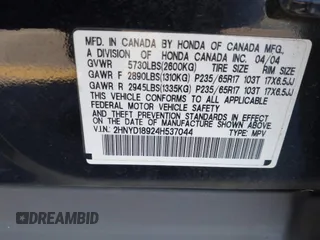 MADE IN CANADA BY HONDA OF CANADA MFG.
A DIVISION OF HONDA CANADA INC. 04/04
GVWR 5730LBS(2600KG) TIRE SIZE RIM SIZE
GAWR F 2890LBS(1310KG) P235/65R17 103T 17X6.5JJ
GAWR R 2945LBS(1335KG) P235/65R17 103T 17X6.5JJ
THIS VEHICLE CONFORMS TO ALL APPLICABLE
FEDERAL MOTOR VEHICLE SAFETY AND
THEFT PREVENTION STANDARDS IN EFFECT ON
THE DATE OF MANUFACTURE SHOWN ABOVE.
V.I.N: 2HNYD18924H537044 TYPE: MPV